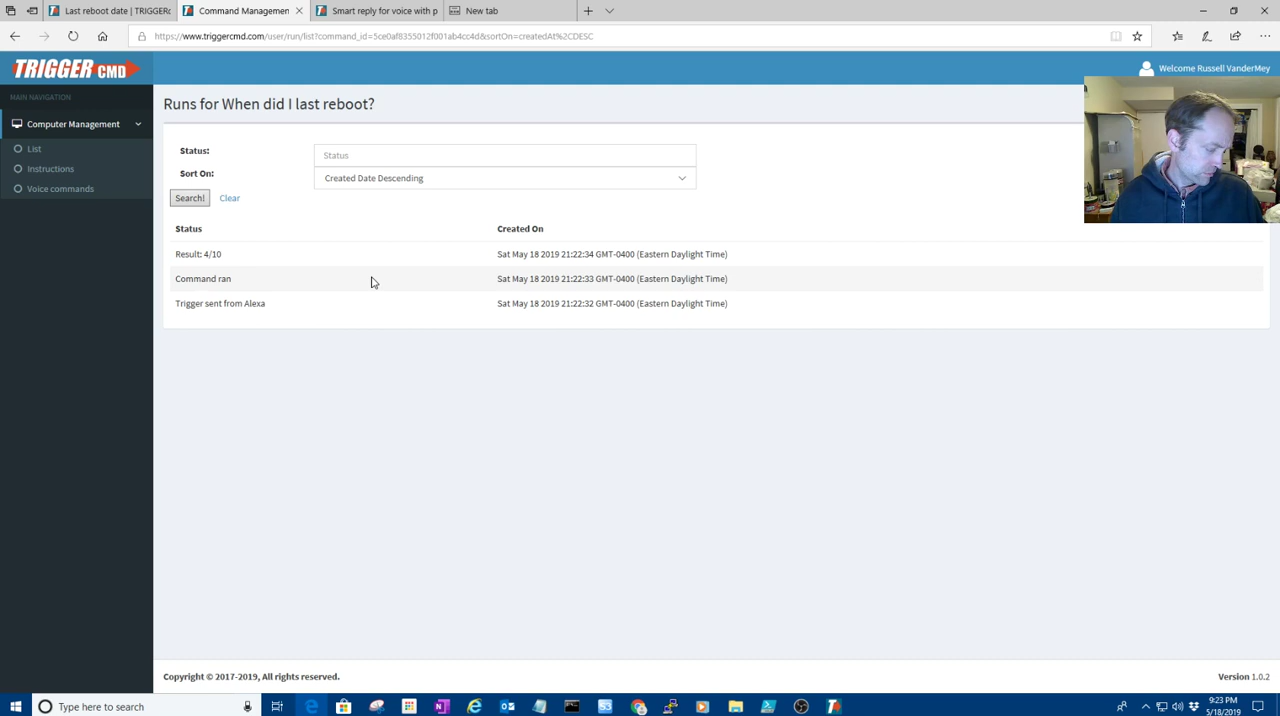 Last reboot date | TRIGGERc
Command Managemen
Smart reply for voice with p
New tab
https://www.triggercmd.com/user/run/list?command_id=5ce0af8355012f001ab4cc4d&sortOn=createdAt%2CDESC
TRIGGER CMD
Welcome Russell VanderMey
MAIN NAVIGATION
Computer Management
List
Instructions
Voice commands
Runs for When did I last reboot?
Status:
Status
Sort On:
Created Date Descending
Search!
Clear
Status
Created On
Result: 4/10
Sat May 18 2019 21:22:34 GMT-0400 (Eastern Daylight Time)
Command ran
Sat May 18 2019 21:22:33 GMT-0400 (Eastern Daylight Time)
Trigger sent from Alexa
Sat May 18 2019 21:22:32 GMT-0400 (Eastern Daylight Time)
Copyright © 2017-2019, All rights reserved.
Version 1.0.2
Type here to search
9:23 PM
5/18/2019